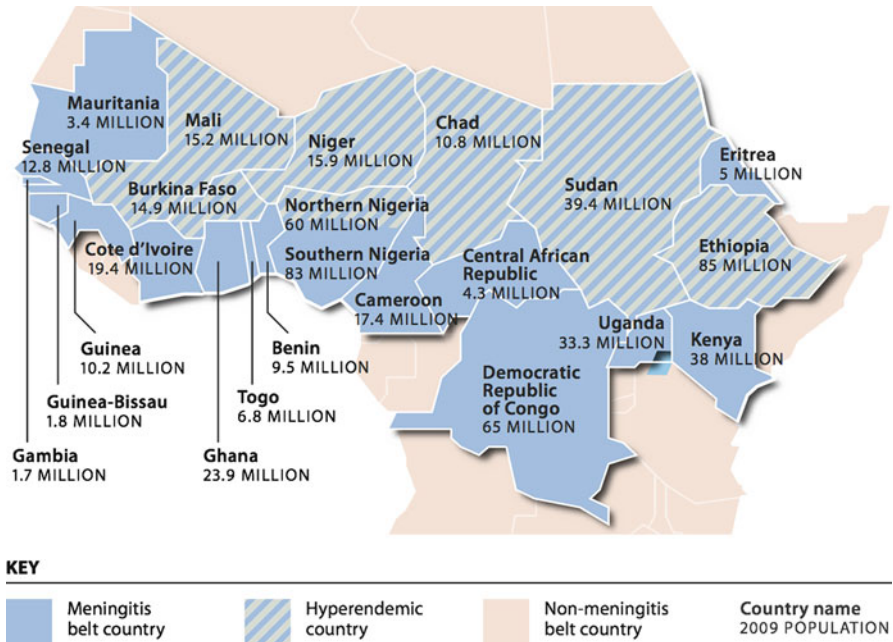 Mauritania
3.4 MILLION
Mali
15.2 MILLION
Niger
15.9 MILLION
Chad
10.8 MILLION
Senegal
12.8 MILLION
Eritrea
5 MILLION
Burkina Faso
14.9 MILLION
Sudan
39.4 MILLION
Northern Nigeria
60 MILLION
Cote d'Ivoire
19.4 MILLION
Southern Nigeria
83 MILLION
Central African
Republic
4.3 MILLION
Ethiopia
85 MILLION
Cameroon
17.4 MILLION
Uganda
33.3 MILLION
Kenya
38 MILLION
Guinea
10.2 MILLION
Benin
9.5 MILLION
Democratic
Republic
of Congo
65 MILLION
Guinea-Bissau
1.8 MILLION
Togo
6.8 MILLION
Gambia
1.7 MILLION
Ghana
23.9 MILLION
KEY
Meningitis
belt country
Hyperendemic
country
Non-meningitis
belt country
Country name
2009 POPULATION